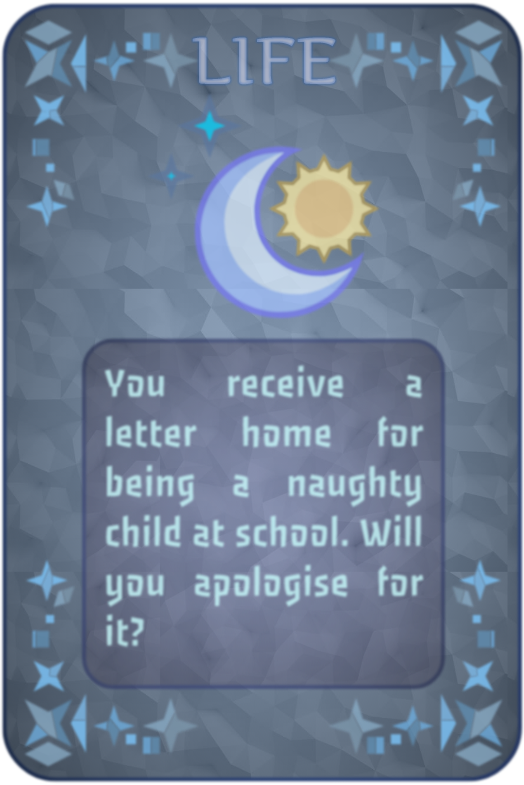 LIFE
You receive a
letter home for
being a naughty
child at school. Will
you apologise for
it?